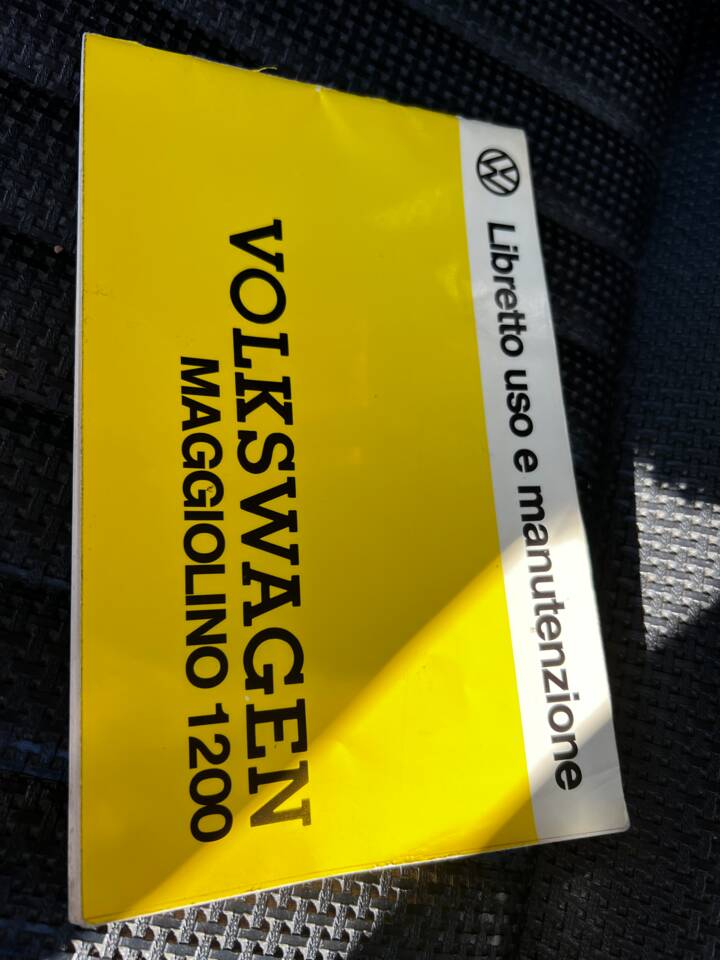 Libretto uso e manutenzione
VOLKSWAGEN
MAGGIOLINO 1200